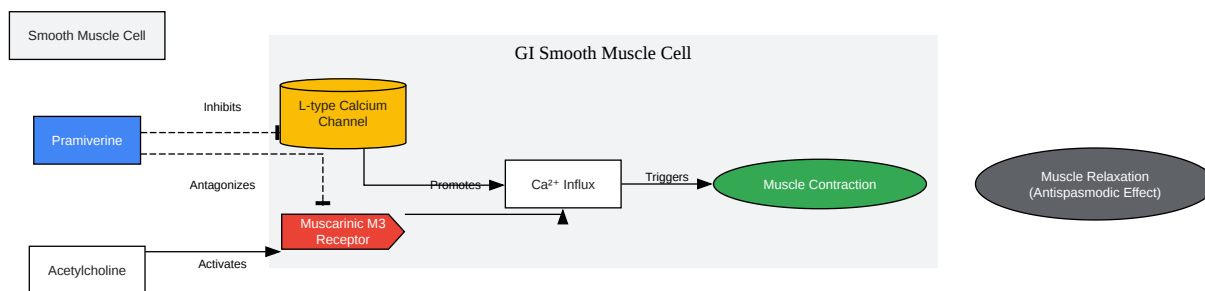 Smooth Muscle Cell
GI Smooth Muscle Cell
Inhibits
L-type Calcium
Channel
Pramiverine
Antagonizes
Promotes
Ca²⁺ Influx
Triggers
Muscle Contraction
Muscle Relaxation
(Antispasmodic Effect)
Muscarinic M3
Receptor
Acetylcholine
Activates